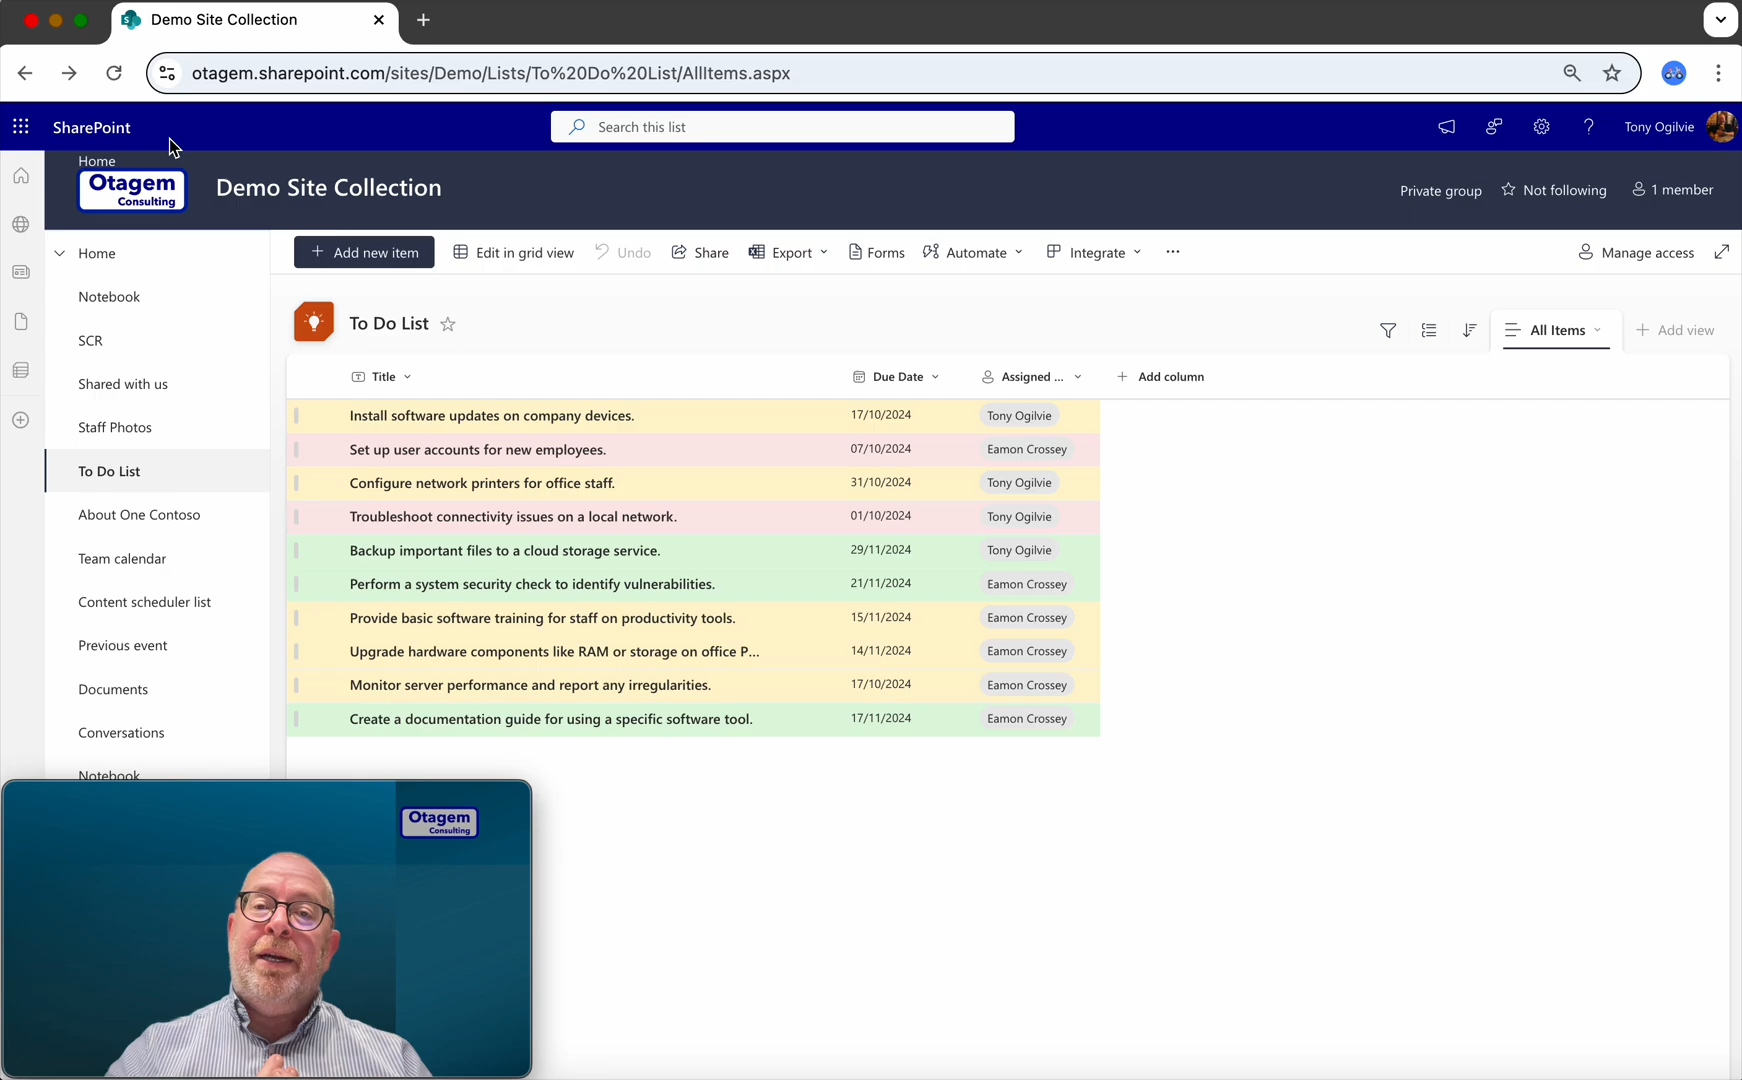 Demo Site Collection
otagem.sharepoint.com/sites/Demo/Lists/To%20Do%20List/AllItems.aspx
SharePoint
Search this list
Tony Ogilvie
Home
Otagem
Consulting
Demo Site Collection
Private group
Not following
1 member
Home
Notebook
SCR
Shared with us
Staff Photos
To Do List
About One Contoso
Team calendar
Content scheduler list
Previous event
Documents
Conversations
Notebook
Add new item
Edit in grid view
Undo
Share
Export
Forms
Automate
Integrate
Manage access
To Do List
All Items
Add view
Title Due Date Assigned ... Add column
Install software updates on company devices. 17/10/2024 Tony Ogilvie
Set up user accounts for new employees. 07/10/2024 Eamon Crossey
Configure network printers for office staff. 31/10/2024 Tony Ogilvie
Troubleshoot connectivity issues on a local network. 01/10/2024 Tony Ogilvie
Backup important files to a cloud storage service. 29/11/2024 Tony Ogilvie
Perform a system security check to identify vulnerabilities. 21/11/2024 Eamon Crossey
Provide basic software training for staff on productivity tools. 15/11/2024 Eamon Crossey
Upgrade hardware components like RAM or storage on office P... 14/11/2024 Eamon Crossey
Monitor server performance and report any irregularities. 17/10/2024 Eamon Crossey
Create a documentation guide for using a specific software tool. 17/11/2024 Eamon Crossey
Otagem
Consulting